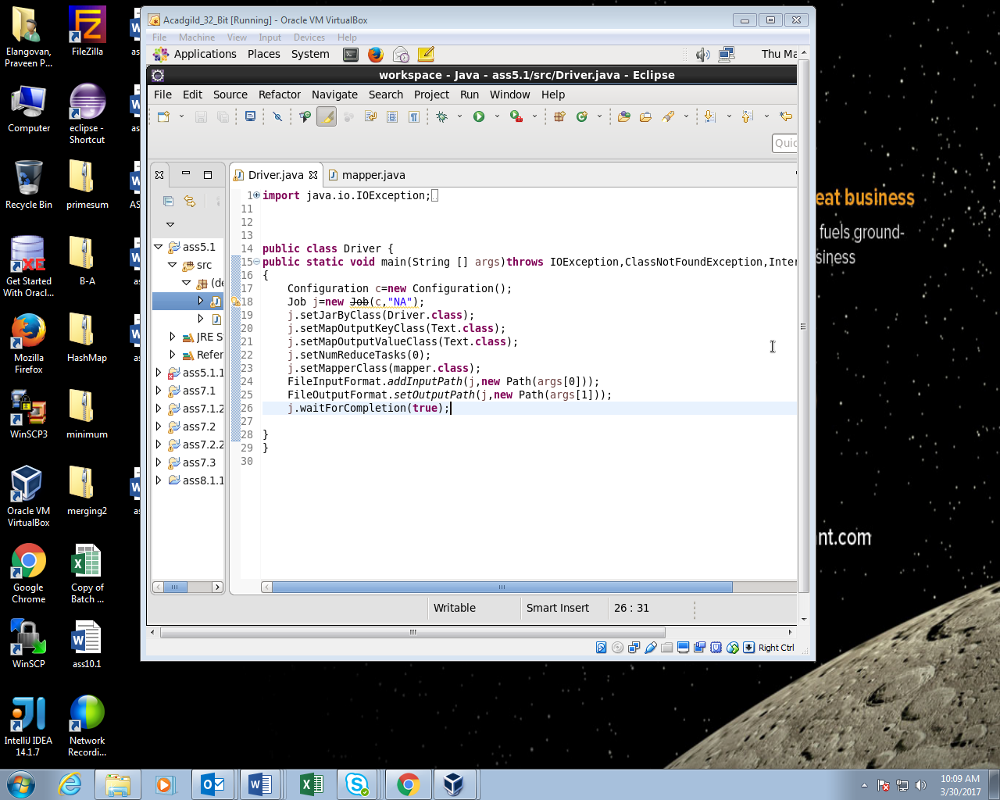 Elangovan, Praveen P...
FileZilla
Computer
eclipse - Shortcut
Recycle Bin
primesum
Get Started With Oracl...
B-A
Mozilla Firefox
HashMap
WinSCP3
minimum
Oracle VM VirtualBox
merging2
Google Chrome
Copy of Batch ...
WinSCP
ass10.1
IntelliJ IDEA 14.1.7
Network Recordi...
Acadgild_32_Bit [Running] - Oracle VM VirtualBox
File Machine View Input Devices Help
Applications Places System
Thu Ma
workspace - Java - ass5.1/src/Driver.java - Eclipse
File Edit Source Refactor Navigate Search Project Run Window Help
Quic
Driver.java mapper.java
ass5.1
src
(de
JRE S
Refer
ass5.1.1
ass7.1
ass7.1.2
ass7.2
ass7.2.2
ass7.3
ass8.1.1
1 import java.io.IOException;
11
12
13
14 public class Driver {
15 public static void main(String [] args)throws IOException,ClassNotFoundException,Inter
16 {
17 Configuration c=new Configuration();
18 Job j=new Job(c,"NA");
19 j.setJarByClass(Driver.class);
20 j.setMapOutputKeyClass(Text.class);
21 j.setMapOutputValueClass(Text.class);
22 j.setNumReduceTasks(0);
23 j.setMapperClass(mapper.class);
24 FileInputFormat.addInputPath(j,new Path(args[0]));
25 FileOutputFormat.setOutputPath(j,new Path(args[1]));
26 j.waitForCompletion(true);
27
28 }
29 }
30
Writable Smart Insert 26 : 31
Right Ctrl
eat business
fuels ground-
siness
nt.com
10:09 AM
3/30/2017